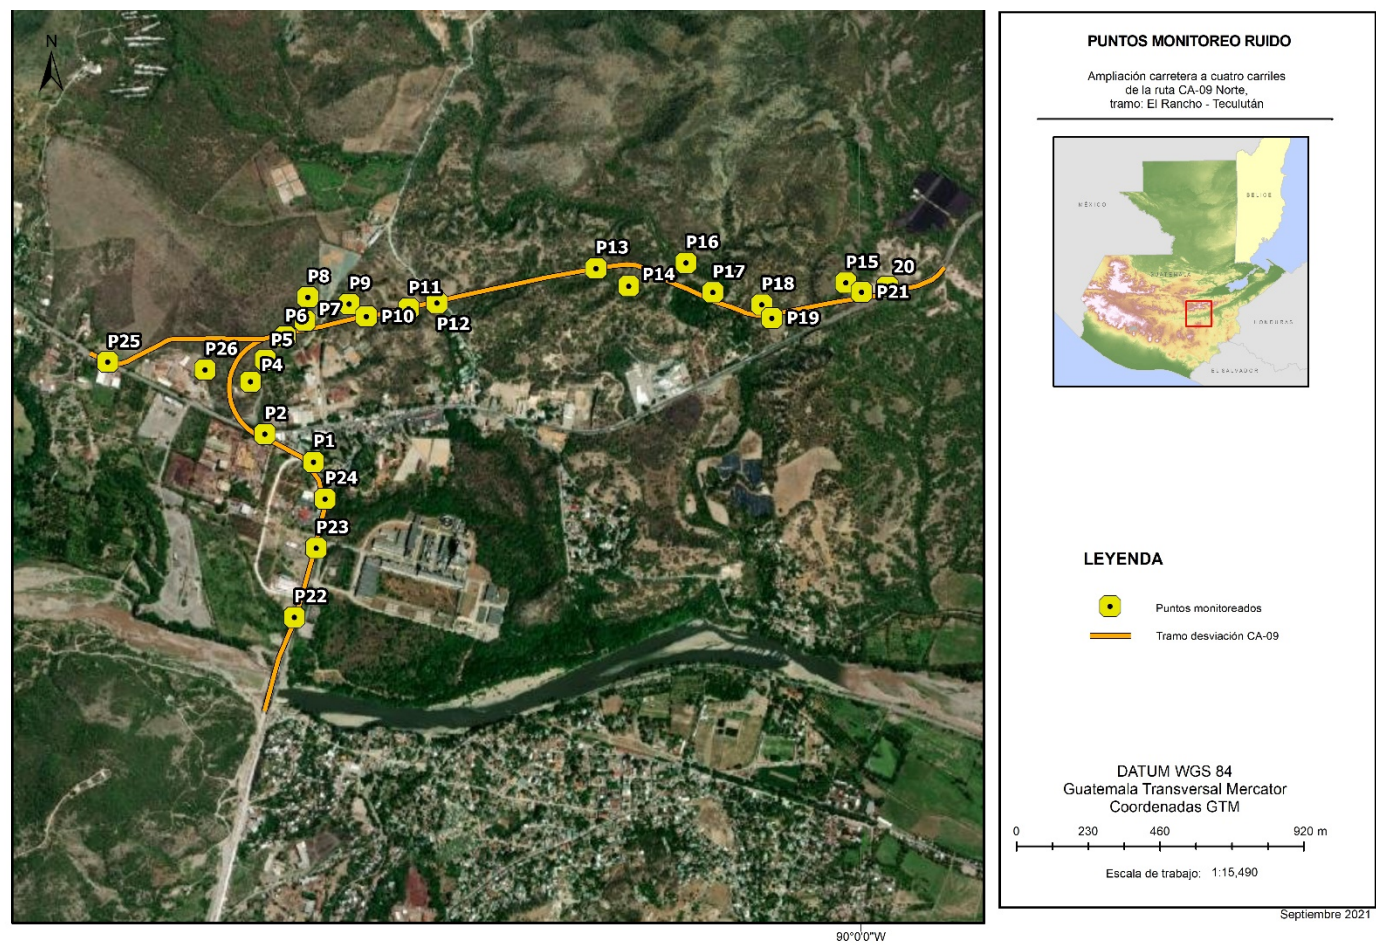 N
P13
P16
P14
P17
P15
20
P18
P21
P19
P8
P9
P7
P11
P6
P10
P12
P5
P25
P26
P4
P2
P1
P24
P23
P22
90°0'0"W
PUNTOS MONITOREO RUIDO
Ampliación carretera a cuatro carriles
de la ruta CA-09 Norte,
tramo: El Rancho - Teculután
MÉXICO
BELICE
GUATEMALA
HONDURAS
EL SALVADOR
LEYENDA
Puntos monitoreados
Tramo desviación CA-09
DATUM WGS 84
Guatemala Transversal Mercator
Coordenadas GTM
0 230 460 920 m
Escala de trabajo: 1:15,490
Septiembre 2021